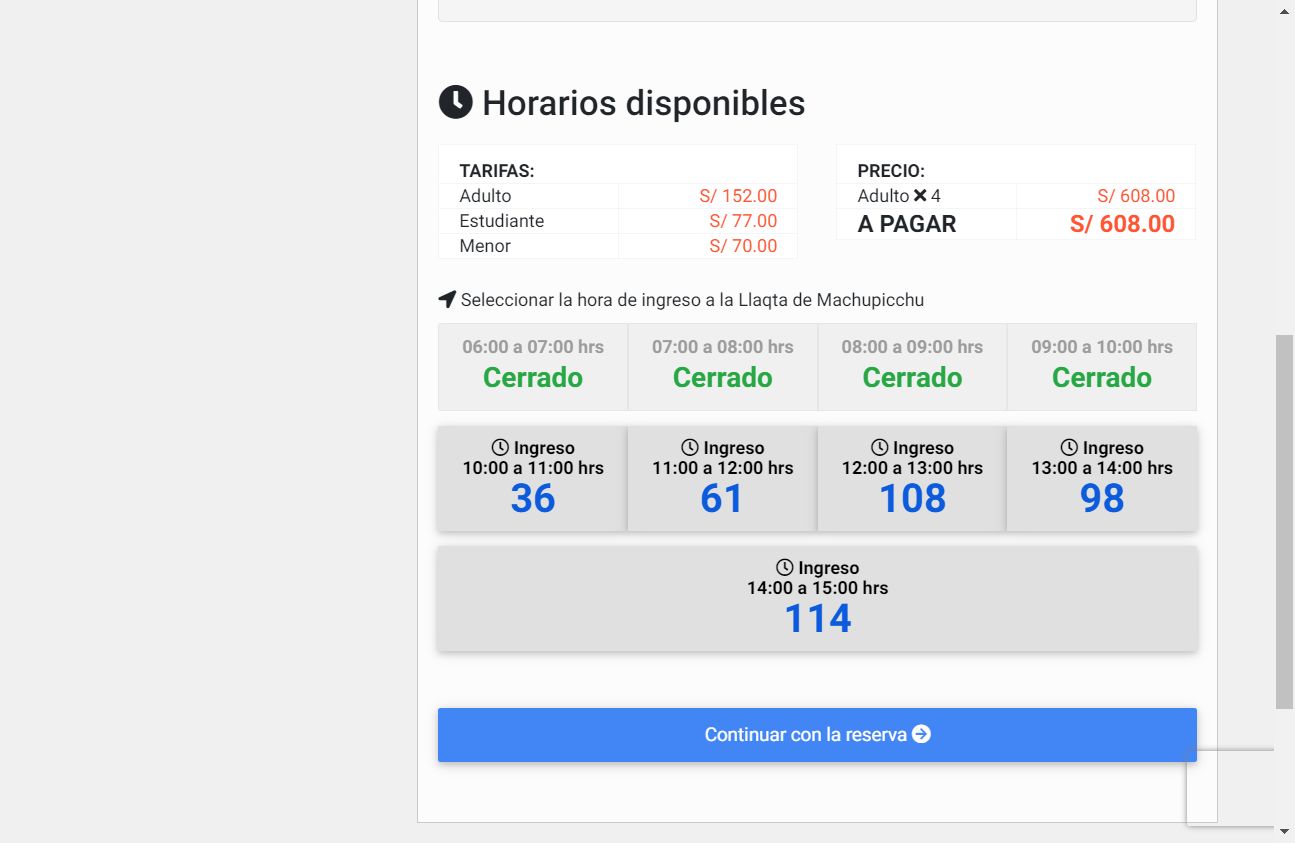 Horarios disponibles
TARIFAS:
Adulto S/ 152.00
Estudiante S/ 77.00
Menor S/ 70.00
PRECIO:
Adulto ✖ 4 S/ 608.00
A PAGAR S/ 608.00
Seleccionar la hora de ingreso a la Llaqta de Machupicchu
06:00 a 07:00 hrs
Cerrado
07:00 a 08:00 hrs
Cerrado
08:00 a 09:00 hrs
Cerrado
09:00 a 10:00 hrs
Cerrado
Ingreso
10:00 a 11:00 hrs
36
Ingreso
11:00 a 12:00 hrs
61
Ingreso
12:00 a 13:00 hrs
108
Ingreso
13:00 a 14:00 hrs
98
Ingreso
14:00 a 15:00 hrs
114
Continuar con la reserva